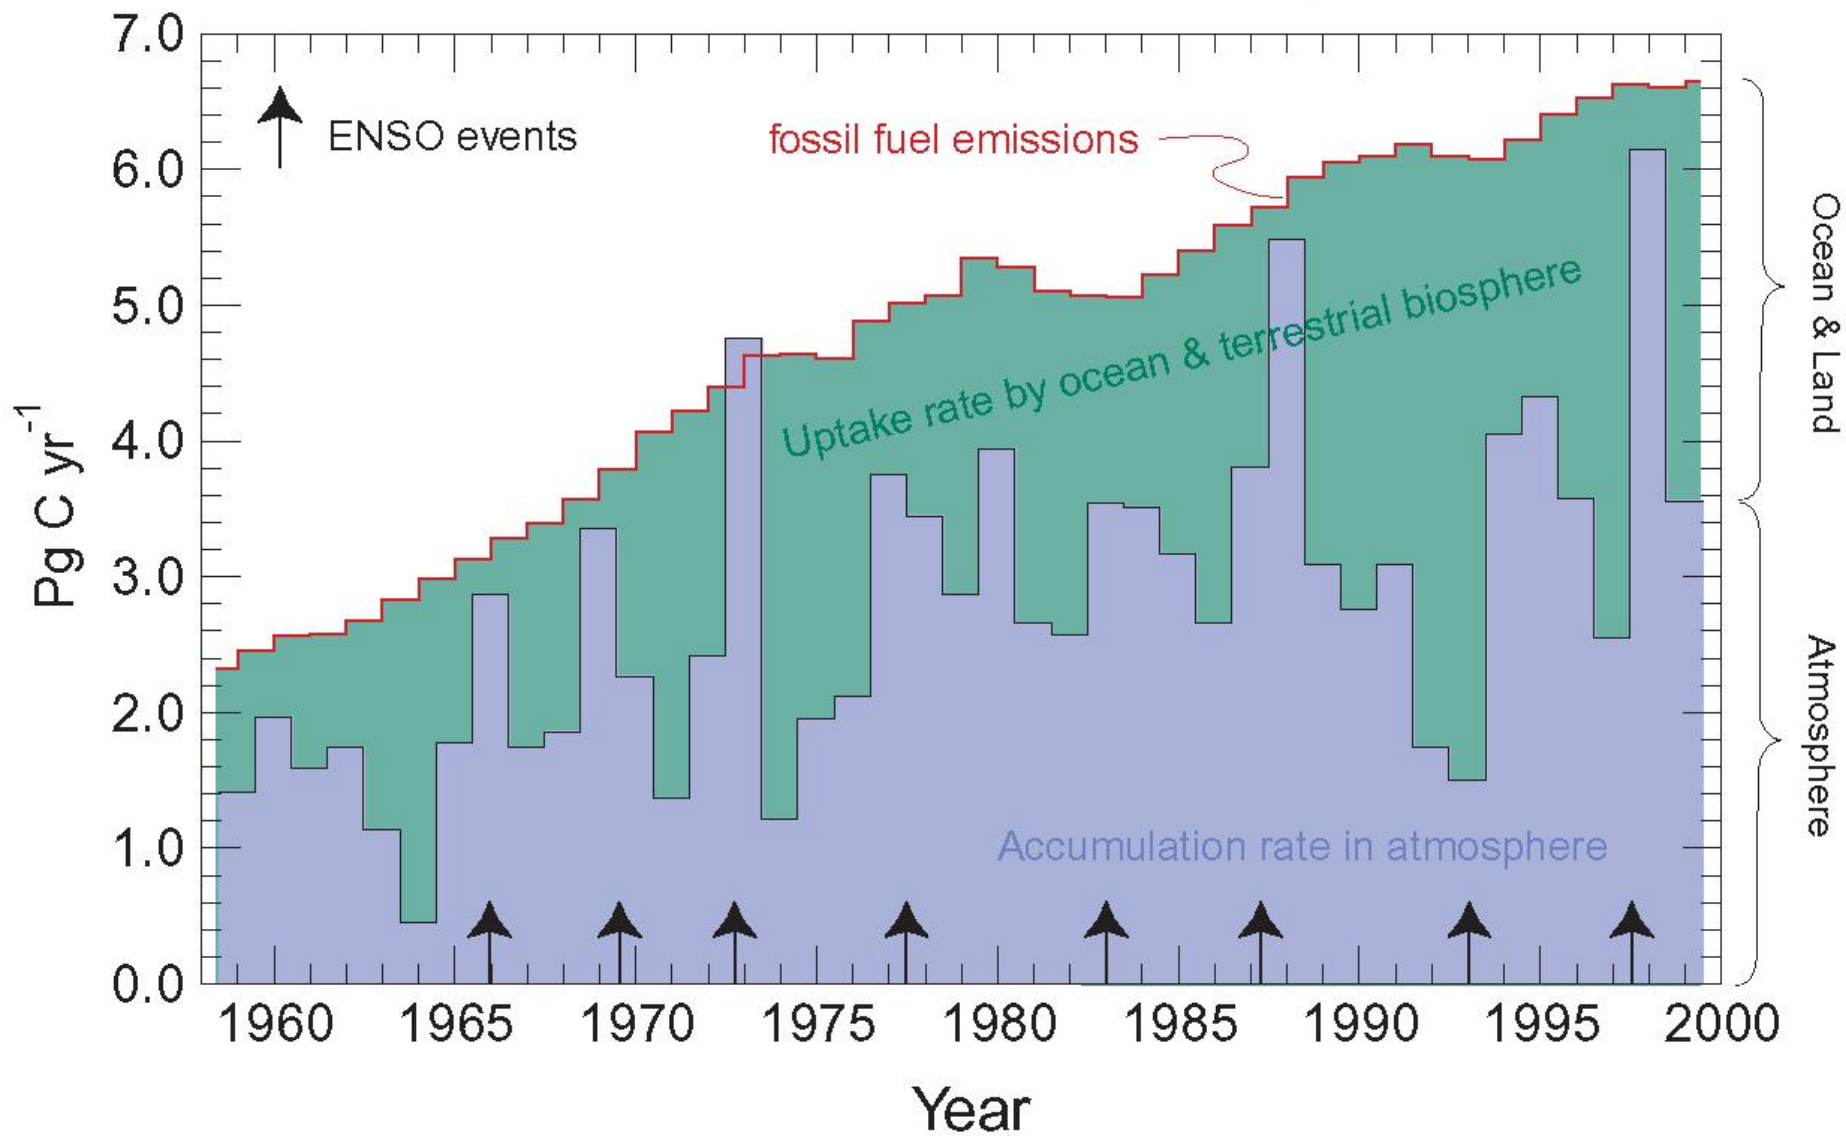 7.0
6.0
5.0
4.0
3.0
2.0
1.0
0.0
Pg C yr-1
ENSO events
fossil fuel emissions
Uptake rate by ocean & terrestrial biosphere
Accumulation rate in atmosphere
Ocean & Land
Atmosphere
1960 1965 1970 1975 1980 1985 1990 1995 2000
Year